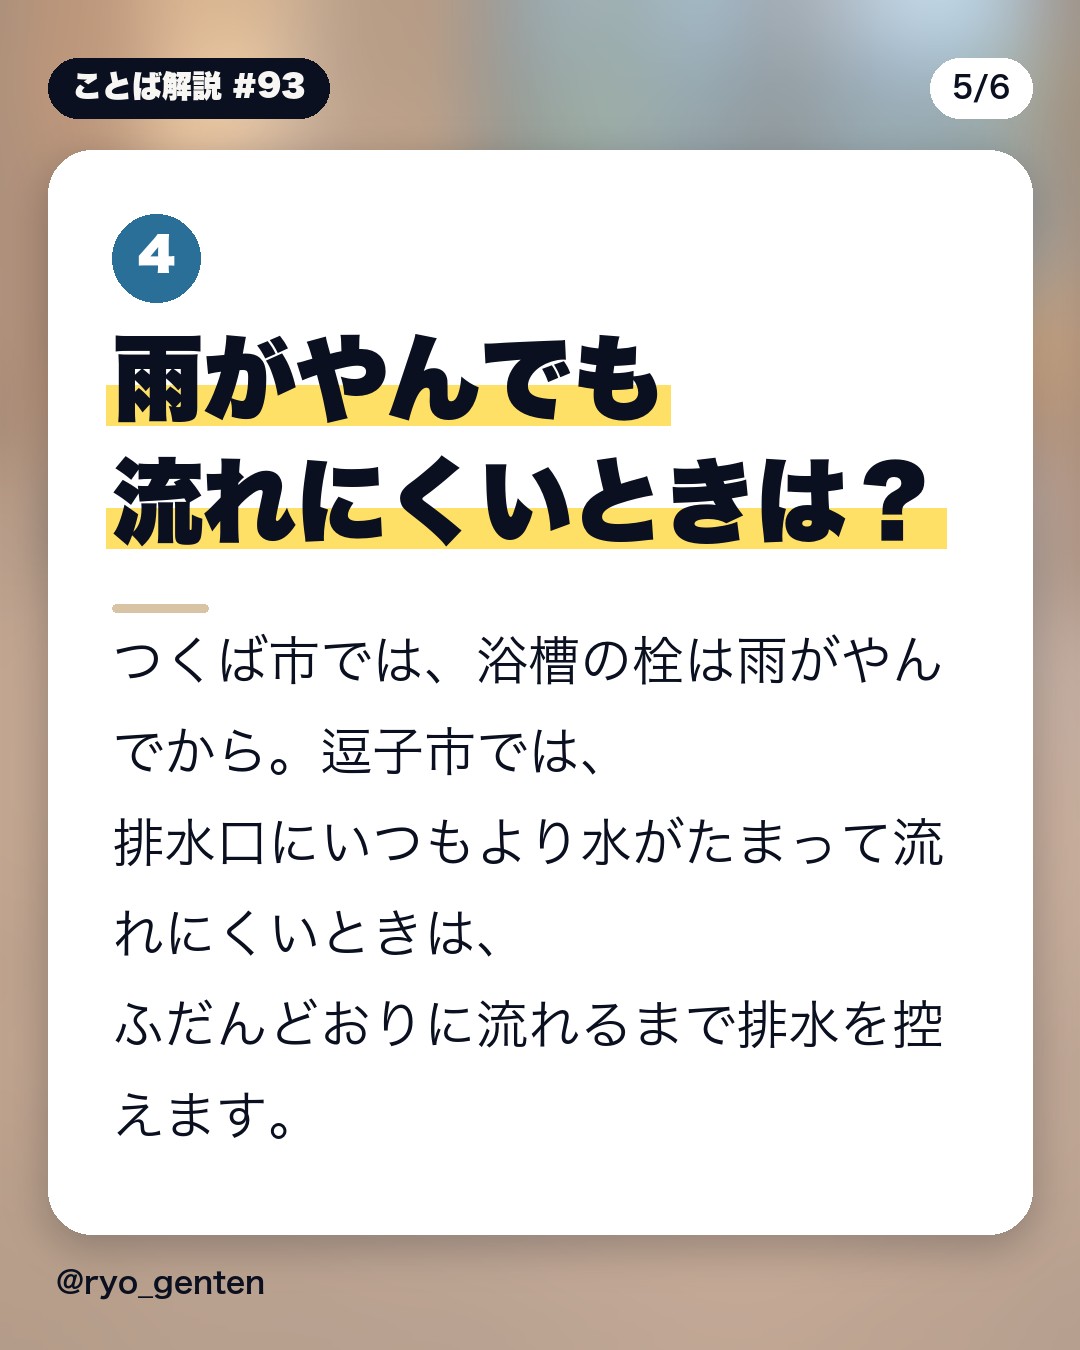 ことば解説 #93
5/6
4
雨がやんでも
流れにくいときは？
つくば市では、浴槽の栓は雨がやん
でから。逗子市では、
排水口にいつもより水がたまって流
れにくいときは、
ふだんどおりに流れるまで排水を控
えます。
@ryo_genten